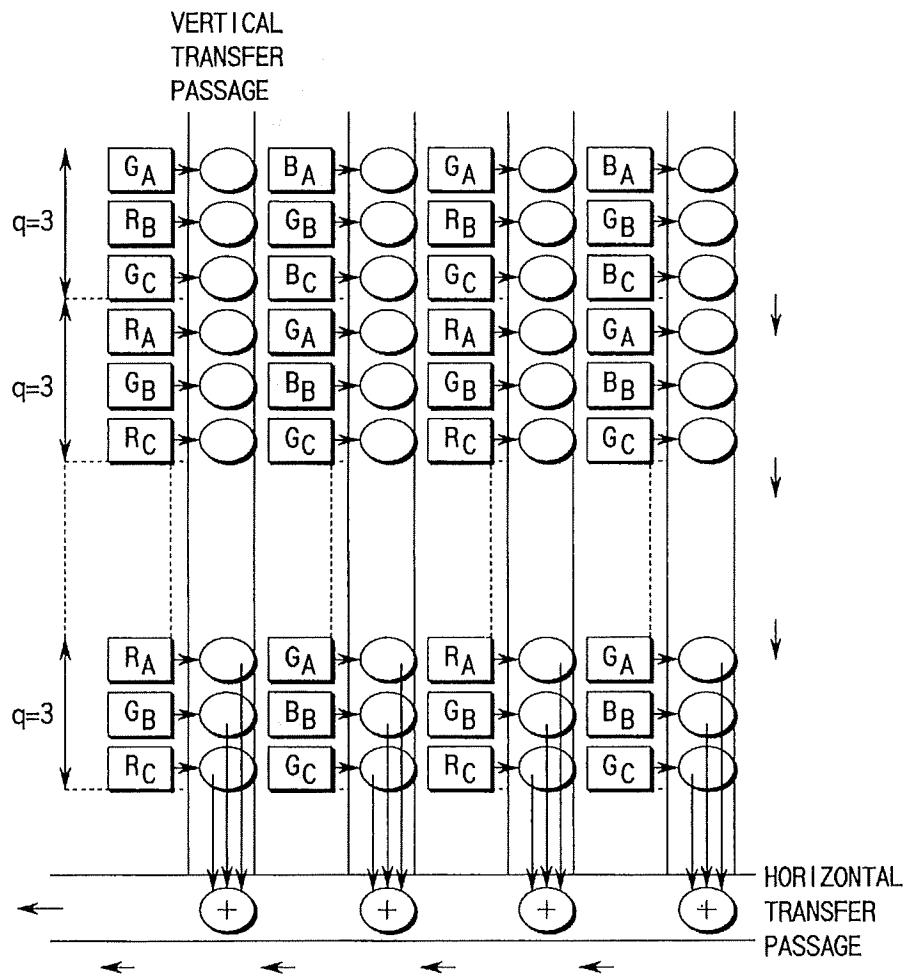 VERTICAL
TRANSFER
PASSAGE
GA BA GA BA
q=3 RB GB RB GB
GC BC GC BC
RA GA RA GA
q=3 GB BB GB BB
RC GC RC GC
RA GA RA GA
q=3 GB BB GB BB
RC GC RC GC
+ + + +
HORIZONTAL
TRANSFER
PASSAGE